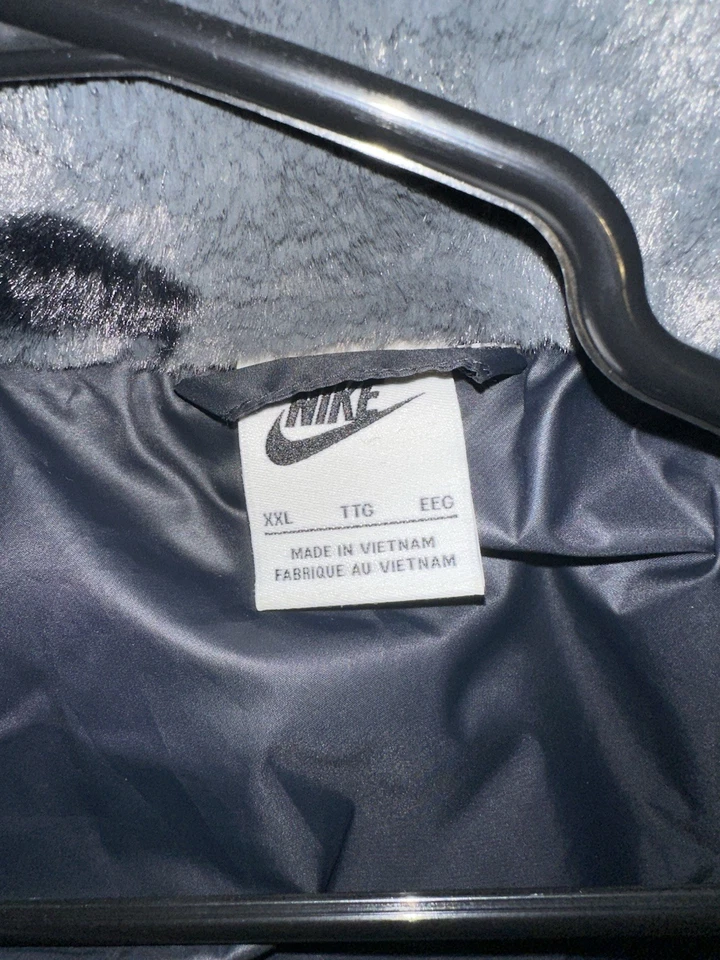 NIKE
XXL TTG EEG
MADE IN VIETNAM
FABRIQUE AU VIETNAM